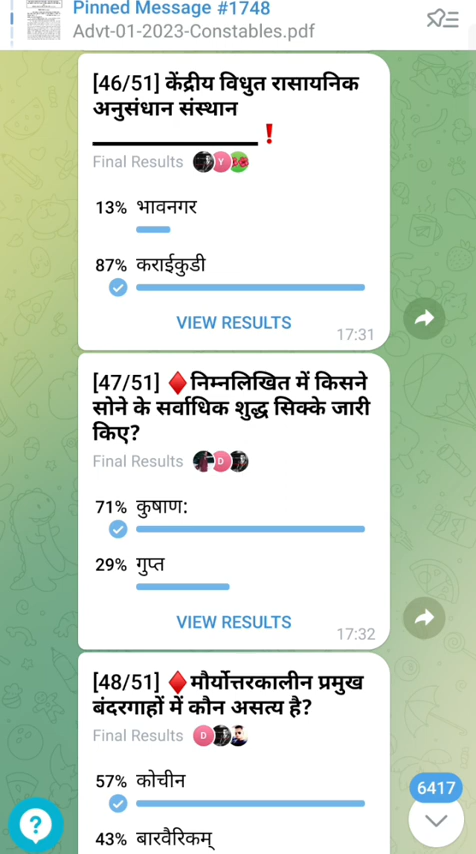 Pinned Message #1748
Advt-01-2023-Constables.pdf
[46/51] केंद्रीय विधुत रासायनिक
अनुसंधान संस्थान
_______________❗
Final Results Y
13% भावनगर
87% कराईकुडी
VIEW RESULTS
17:31
[47/51] ♦️निम्नलिखित में किसने
सोने के सर्वाधिक शुद्ध सिक्के जारी
किए?
Final Results D
71% कुषाण:
29% गुप्त
VIEW RESULTS
17:32
[48/51] ♦️मौर्योत्तरकालीन प्रमुख
बंदरगाहों में कौन असत्य है?
Final Results D
57% कोचीन
6417
43% बारवैरिकम्